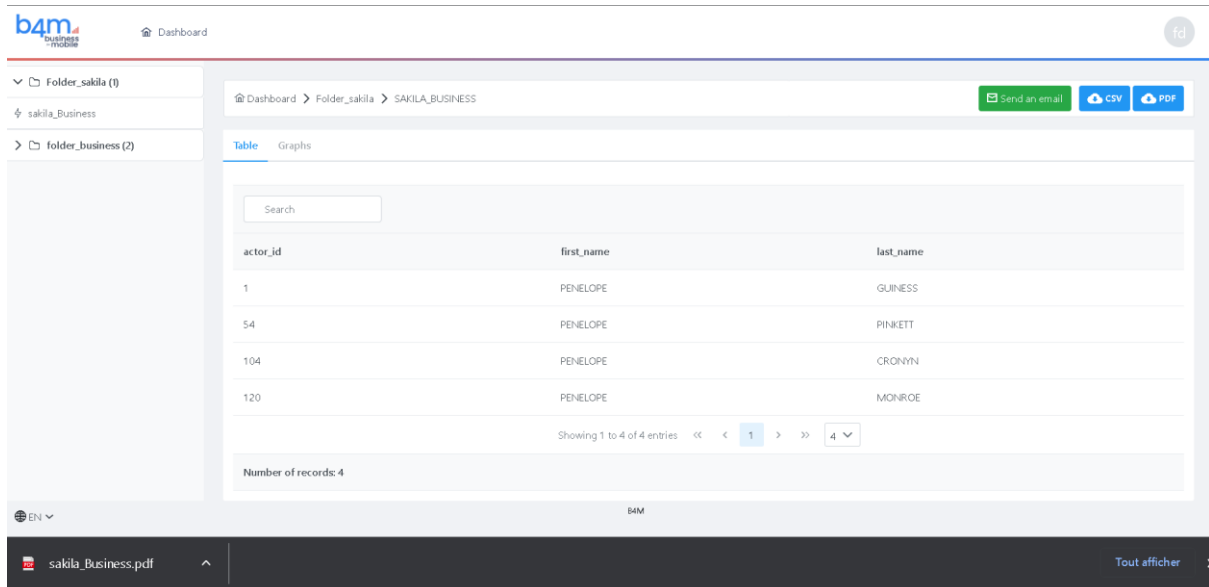 b4m
business
-mobile
Dashboard
fd
Folder_sakila (1)
sakila_Business
folder_business (2)
Dashboard > Folder_sakila > SAKILA_BUSINESS
Send an email
CSV
PDF
Table Graphs
Search
actor_id first_name last_name
1 PENELOPE GUINESS
54 PENELOPE PINKETT
104 PENELOPE CRONYN
120 PENELOPE MONROE
Showing 1 to 4 of 4 entries « < 1 > » 4
Number of records: 4
EN
B4M
sakila_Business.pdf
Tout afficher